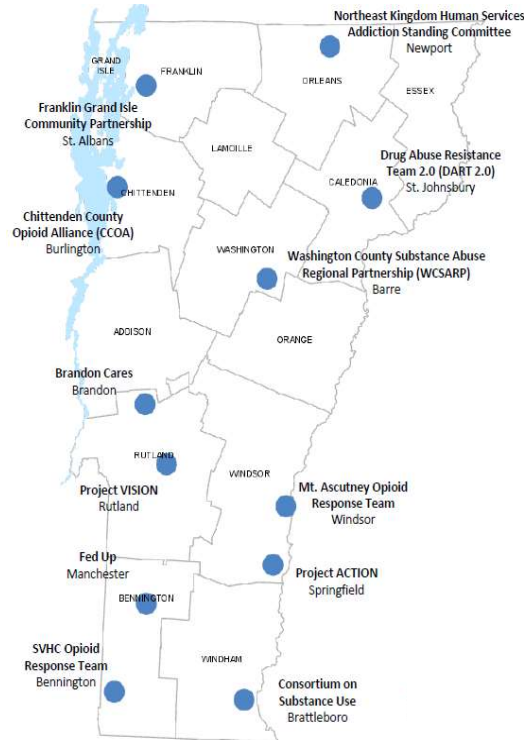 Northeast Kingdom Human Services
Addiction Standing Committee
Newport
GRAND
ISLE
FRANKLIN
ORLEANS
ESSEX
Franklin Grand Isle
Community Partnership
St. Albans
LAMOILLE
Drug Abuse Resistance
Team 2.0 (DART 2.0)
St. Johnsbury
CALEDONIA
CHITTENDEN
Chittenden County
Opioid Alliance (CCOA)
Burlington
WASHINGTON
Washington County Substance Abuse
Regional Partnership (WCSARP)
Barre
ADDISON
ORANGE
Brandon Cares
Brandon
RUTLAND
WINDSOR
Project VISION
Rutland
Mt. Ascutney Opioid
Response Team
Windsor
Fed Up
Manchester
Project ACTION
Springfield
BENNINGTON
SVHC Opioid
Response Team
Bennington
WINDHAM
Consortium on
Substance Use
Brattleboro